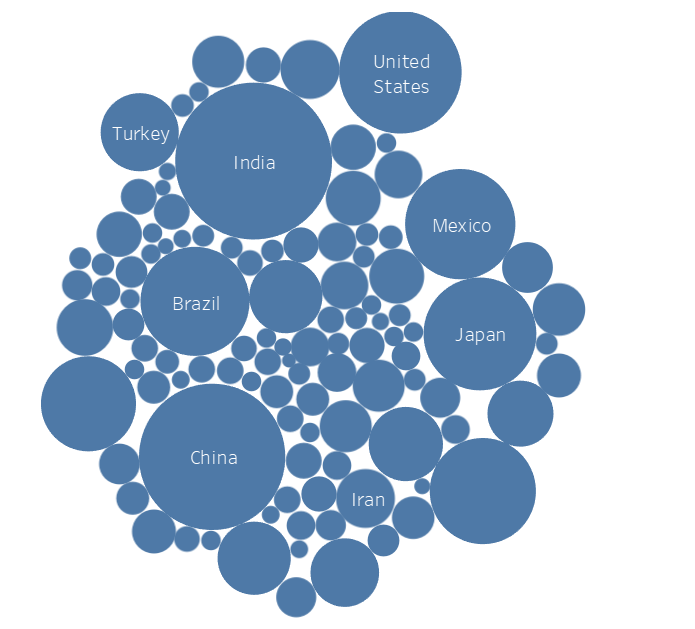 United
States
Turkey
India
Mexico
Brazil
Japan
China
Iran